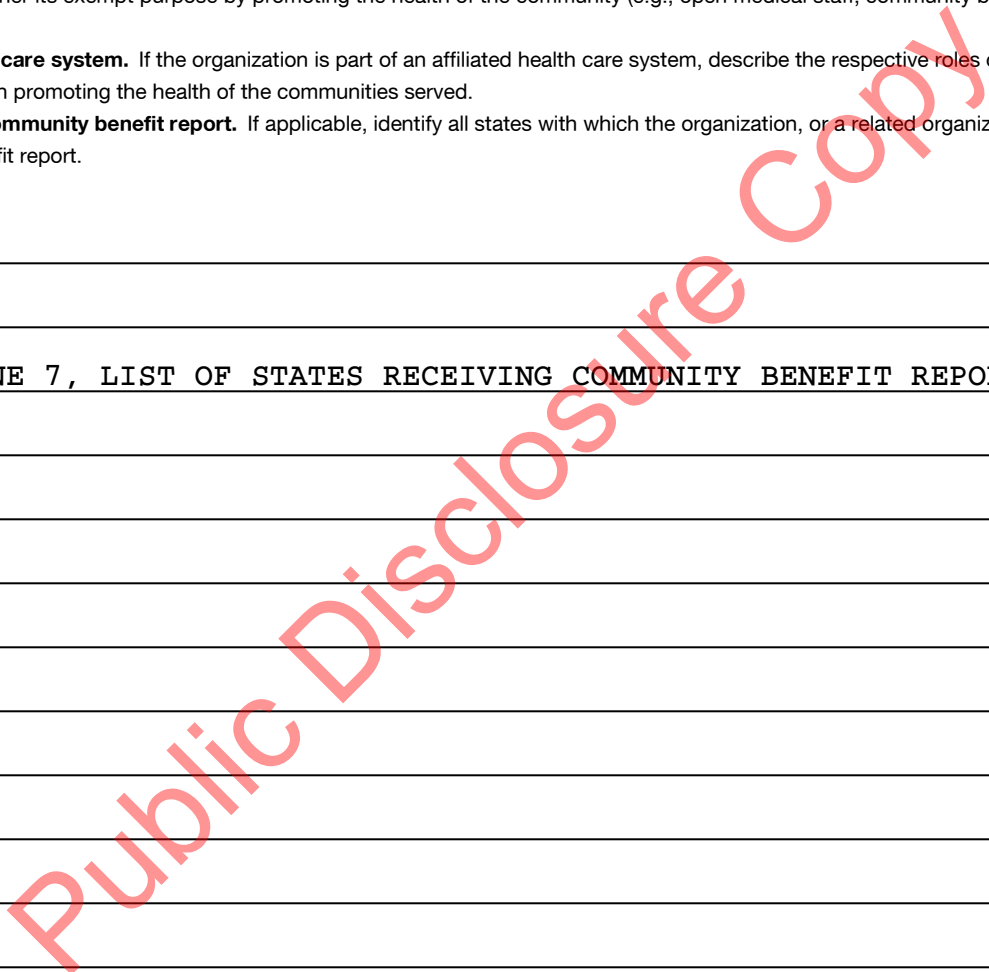 her its exempt purpose by promoting the health of the community (e.g., open medical staff, community b
care system. If the organization is part of an affiliated health care system, describe the respective roles
n promoting the health of the communities served.
ommunity benefit report. If applicable, identify all states with which the organization, or a related organiz
fit report.
NE 7, LIST OF STATES RECEIVING COMMUNITY BENEFIT REPO
Public Disclosure Copy